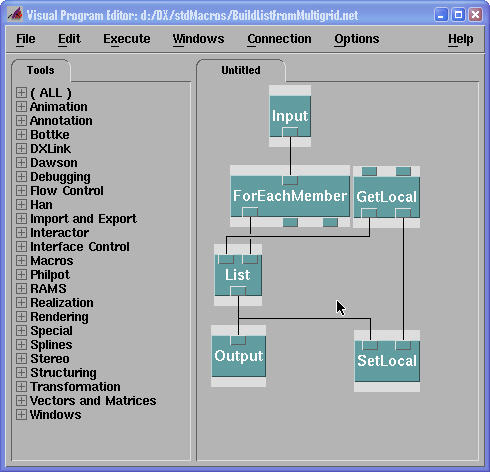 Visual Program Editor: d:/DX/stdMacros/BuildListFromMultigrid.net
File Edit Execute Windows Connection Options Help
Tools
Untitled
( ALL )
Animation
Annotation
Bottke
DXLink
Dawson
Debugging
Flow Control
Han
Import and Export
Interactor
Interface Control
Macros
Philpot
RAMS
Realization
Rendering
Special
Splines
Stereo
Structuring
Transformation
Vectors and Matrices
Windows
Input
ForEachMember
GetLocal
List
Output
SetLocal